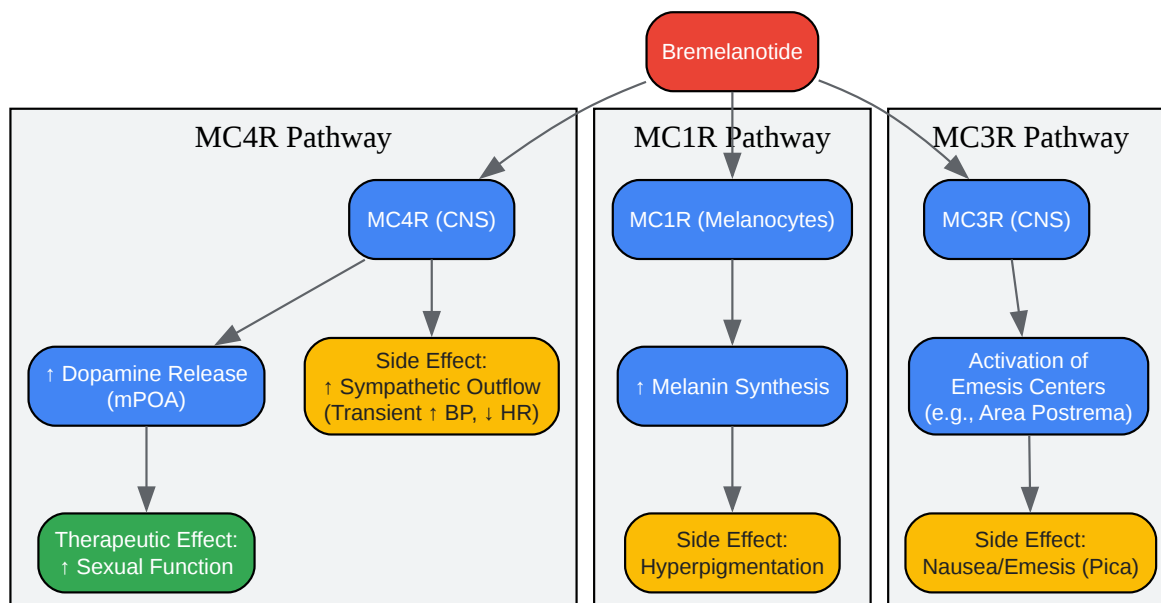 Bremelanotide
MC4R Pathway
MC1R Pathway
MC3R Pathway
MC4R (CNS)
MC1R (Melanocytes)
MC3R (CNS)
↑ Dopamine Release
(mPOA)
Side Effect:
↑ Sympathetic Outflow
(Transient ↑ BP, ↓ HR)
↑ Melanin Synthesis
Activation of
Emesis Centers
(e.g., Area Postrema)
Therapeutic Effect:
↑ Sexual Function
Side Effect:
Hyperpigmentation
Side Effect:
Nausea/Emesis (Pica)